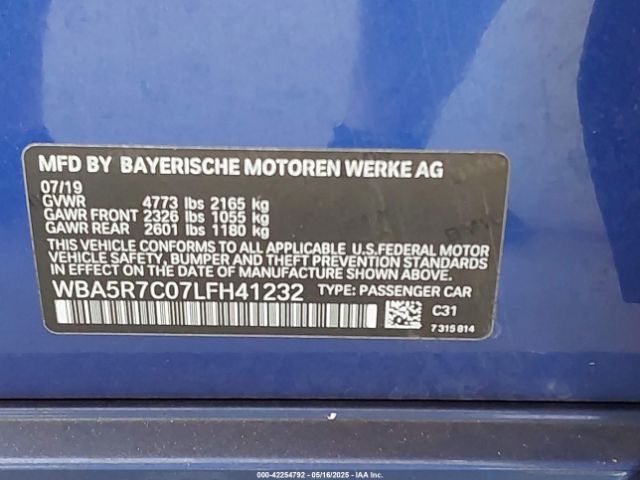 MFD BY BAYERISCHE MOTOREN WERKE AG
07/19
GVWR 4773 lbs 2165 kg
GAWR FRONT 2326 lbs 1055 kg
GAWR REAR 2601 lbs 1180 kg
THIS VEHICLE CONFORMS TO ALL APPLICABLE U.S.FEDERAL MOTOR
VEHICLE SAFETY, BUMPER AND THEFT PREVENTION
STANDARDS IN EFFECT ON THE DATE OF MANUFACTURE SHOWN ABOVE.
WBA5R7C07LFH41232 TYPE: PASSENGER CAR
C31
7 315 814
000-42254792 - 05/16/2025 - IAA Inc.